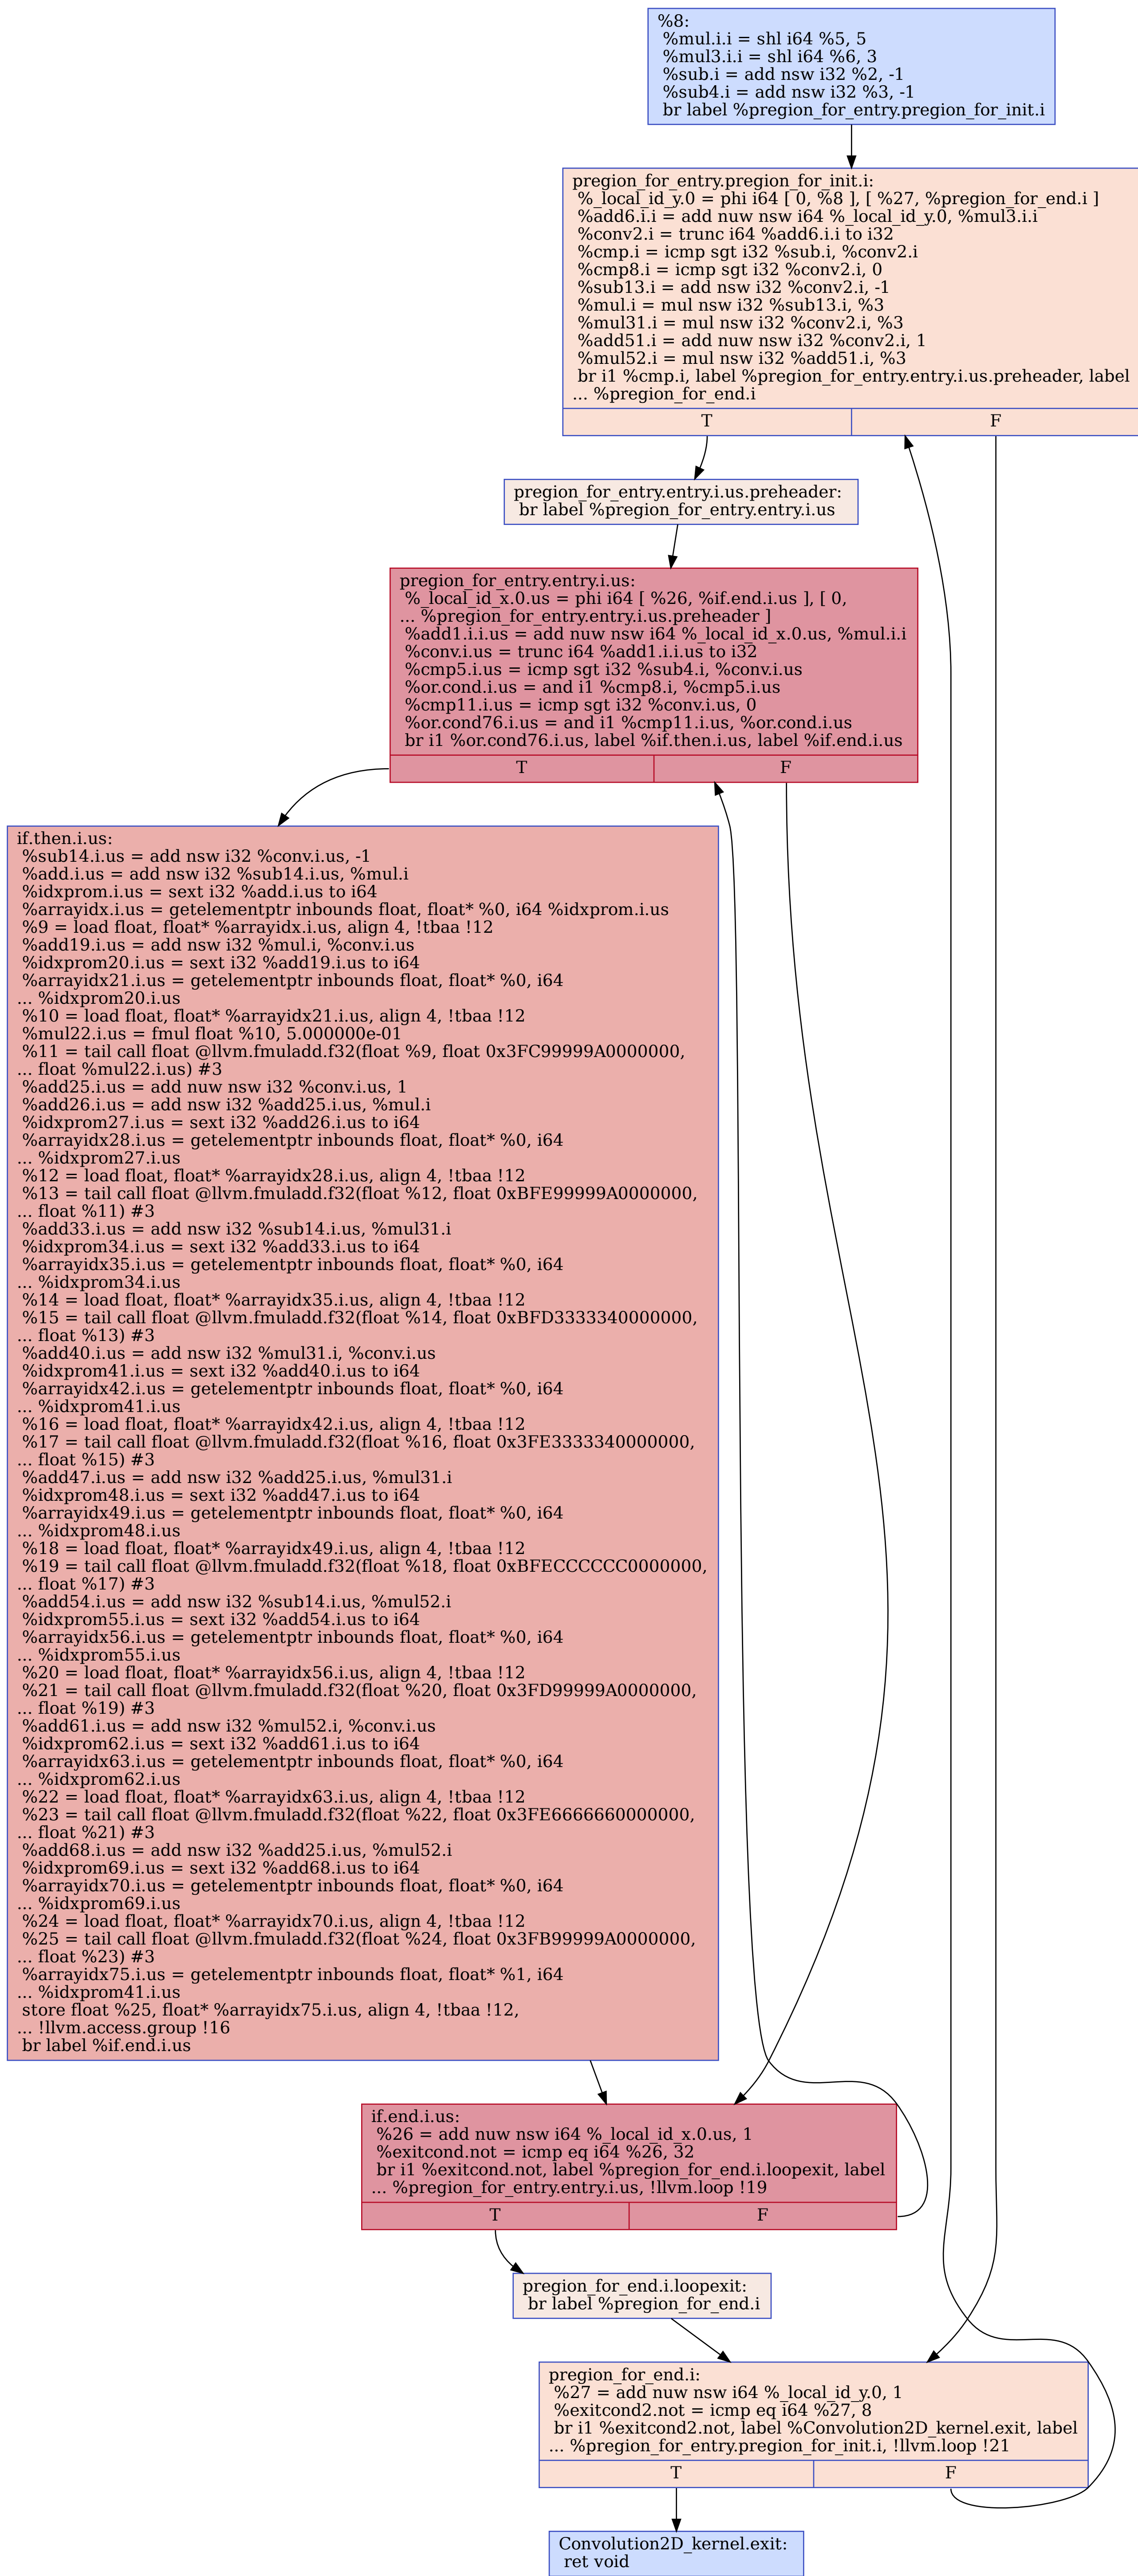 %8:
%mul.i.i = shl i64 %5, 5
%mul3.i.i = shl i64 %6, 3
%sub.i = add nsw i32 %2, -1
%sub4.i = add nsw i32 %3, -1
br label %pregion_for_entry.pregion_for_init.i
pregion_for_entry.pregion_for_init.i:
%_local_id_y.0 = phi i64 [ 0, %8 ], [ %27, %pregion_for_end.i ]
%add6.i.i = add nuw nsw i64 %_local_id_y.0, %mul3.i.i
%conv2.i = trunc i64 %add6.i.i to i32
%cmp.i = icmp sgt i32 %sub.i, %conv2.i
%cmp8.i = icmp sgt i32 %conv2.i, 0
%sub13.i = add nsw i32 %conv2.i, -1
%mul.i = mul nsw i32 %sub13.i, %3
%mul31.i = mul nsw i32 %conv2.i, %3
%add51.i = add nuw nsw i32 %conv2.i, 1
%mul52.i = mul nsw i32 %add51.i, %3
br i1 %cmp.i, label %pregion_for_entry.entry.i.us.preheader, label
... %pregion_for_end.i
T F
pregion_for_entry.entry.i.us.preheader:
br label %pregion_for_entry.entry.i.us
pregion_for_entry.entry.i.us:
%_local_id_x.0.us = phi i64 [ %26, %if.end.i.us ], [ 0,
... %pregion_for_entry.entry.i.us.preheader ]
%add1.i.i.us = add nuw nsw i64 %_local_id_x.0.us, %mul.i.i
%conv.i.us = trunc i64 %add1.i.i.us to i32
%cmp5.i.us = icmp sgt i32 %sub4.i, %conv.i.us
%or.cond.i.us = and i1 %cmp8.i, %cmp5.i.us
%cmp11.i.us = icmp sgt i32 %conv.i.us, 0
%or.cond76.i.us = and i1 %cmp11.i.us, %or.cond.i.us
br i1 %or.cond76.i.us, label %if.then.i.us, label %if.end.i.us
T F
if.then.i.us:
%sub14.i.us = add nsw i32 %conv.i.us, -1
%add.i.us = add nsw i32 %sub14.i.us, %mul.i
%idxprom.i.us = sext i32 %add.i.us to i64
%arrayidx.i.us = getelementptr inbounds float, float* %0, i64 %idxprom.i.us
%9 = load float, float* %arrayidx.i.us, align 4, !tbaa !12
%add19.i.us = add nsw i32 %mul.i, %conv.i.us
%idxprom20.i.us = sext i32 %add19.i.us to i64
%arrayidx21.i.us = getelementptr inbounds float, float* %0, i64
... %idxprom20.i.us
%10 = load float, float* %arrayidx21.i.us, align 4, !tbaa !12
%mul22.i.us = fmul float %10, 5.000000e-01
%11 = tail call float @llvm.fmuladd.f32(float %9, float 0x3FC99999A0000000,
... float %mul22.i.us) #3
%add25.i.us = add nuw nsw i32 %conv.i.us, 1
%add26.i.us = add nsw i32 %add25.i.us, %mul.i
%idxprom27.i.us = sext i32 %add26.i.us to i64
%arrayidx28.i.us = getelementptr inbounds float, float* %0, i64
... %idxprom27.i.us
%12 = load float, float* %arrayidx28.i.us, align 4, !tbaa !12
%13 = tail call float @llvm.fmuladd.f32(float %12, float 0xBFE99999A0000000,
... float %11) #3
%add33.i.us = add nsw i32 %sub14.i.us, %mul31.i
%idxprom34.i.us = sext i32 %add33.i.us to i64
%arrayidx35.i.us = getelementptr inbounds float, float* %0, i64
... %idxprom34.i.us
%14 = load float, float* %arrayidx35.i.us, align 4, !tbaa !12
%15 = tail call float @llvm.fmuladd.f32(float %14, float 0xBFD3333340000000,
... float %13) #3
%add40.i.us = add nsw i32 %mul31.i, %conv.i.us
%idxprom41.i.us = sext i32 %add40.i.us to i64
%arrayidx42.i.us = getelementptr inbounds float, float* %0, i64
... %idxprom41.i.us
%16 = load float, float* %arrayidx42.i.us, align 4, !tbaa !12
%17 = tail call float @llvm.fmuladd.f32(float %16, float 0x3FE3333340000000,
... float %15) #3
%add47.i.us = add nsw i32 %add25.i.us, %mul31.i
%idxprom48.i.us = sext i32 %add47.i.us to i64
%arrayidx49.i.us = getelementptr inbounds float, float* %0, i64
... %idxprom48.i.us
%18 = load float, float* %arrayidx49.i.us, align 4, !tbaa !12
%19 = tail call float @llvm.fmuladd.f32(float %18, float 0xBFECCCCCC0000000,
... float %17) #3
%add54.i.us = add nsw i32 %sub14.i.us, %mul52.i
%idxprom55.i.us = sext i32 %add54.i.us to i64
%arrayidx56.i.us = getelementptr inbounds float, float* %0, i64
... %idxprom55.i.us
%20 = load float, float* %arrayidx56.i.us, align 4, !tbaa !12
%21 = tail call float @llvm.fmuladd.f32(float %20, float 0x3FD99999A0000000,
... float %19) #3
%add61.i.us = add nsw i32 %mul52.i, %conv.i.us
%idxprom62.i.us = sext i32 %add61.i.us to i64
%arrayidx63.i.us = getelementptr inbounds float, float* %0, i64
... %idxprom62.i.us
%22 = load float, float* %arrayidx63.i.us, align 4, !tbaa !12
%23 = tail call float @llvm.fmuladd.f32(float %22, float 0x3FE6666660000000,
... float %21) #3
%add68.i.us = add nsw i32 %add25.i.us, %mul52.i
%idxprom69.i.us = sext i32 %add68.i.us to i64
%arrayidx70.i.us = getelementptr inbounds float, float* %0, i64
... %idxprom69.i.us
%24 = load float, float* %arrayidx70.i.us, align 4, !tbaa !12
%25 = tail call float @llvm.fmuladd.f32(float %24, float 0x3FB99999A0000000,
... float %23) #3
%arrayidx75.i.us = getelementptr inbounds float, float* %1, i64
... %idxprom41.i.us
store float %25, float* %arrayidx75.i.us, align 4, !tbaa !12,
... !llvm.access.group !16
br label %if.end.i.us
if.end.i.us:
%26 = add nuw nsw i64 %_local_id_x.0.us, 1
%exitcond.not = icmp eq i64 %26, 32
br i1 %exitcond.not, label %pregion_for_end.i.loopexit, label
... %pregion_for_entry.entry.i.us, !llvm.loop !19
T F
pregion_for_end.i.loopexit:
br label %pregion_for_end.i
pregion_for_end.i:
%27 = add nuw nsw i64 %_local_id_y.0, 1
%exitcond2.not = icmp eq i64 %27, 8
br i1 %exitcond2.not, label %Convolution2D_kernel.exit, label
... %pregion_for_entry.pregion_for_init.i, !llvm.loop !21
T F
Convolution2D_kernel.exit:
ret void